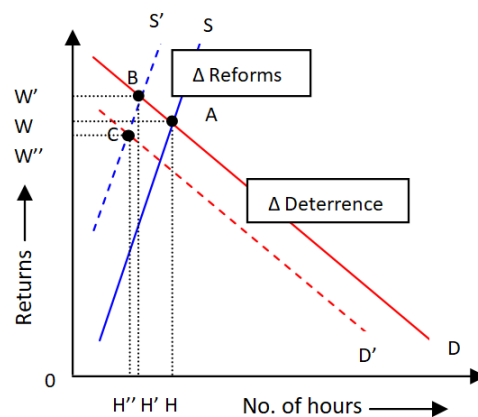 S’ S
Δ Reforms
W’ B
W A
W’’ C
Δ Deterrence
Returns
D’ D
0
H’’ H’ H No. of hours